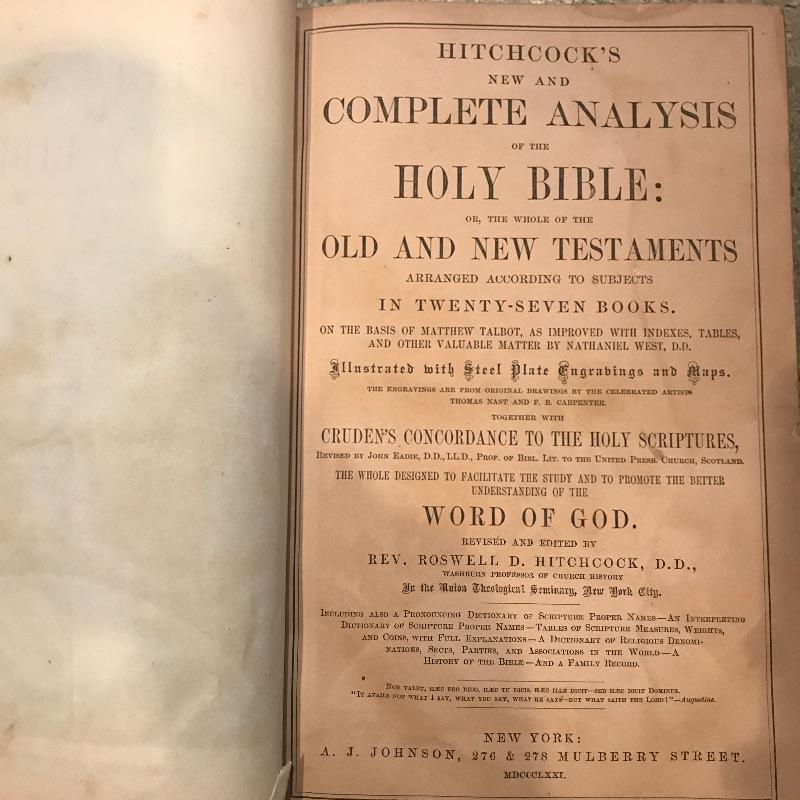 HITCHCOCK'S
NEW AND
COMPLETE ANALYSIS
OF THE
HOLY BIBLE:
OR, THE WHOLE OF THE
OLD AND NEW TESTAMENTS
ARRANGED ACCORDING TO SUBJECTS
IN TWENTY-SEVEN BOOKS.
ON THE BASIS OF MATTHEW TALBOT, AS IMPROVED WITH INDEXES, TABLES,
AND OTHER VALUABLE MATTER BY NATHANIEL WEST, D.D.
Illustrated with Steel Plate Engravings and Maps.
THE ENGRAVINGS ARE FROM ORIGINAL DRAWINGS BY THE CELEBRATED ARTISTS
THOMAS NAST AND F. B. CARPENTER.
TOGETHER WITH
CRUDEN'S CONCORDANCE TO THE HOLY SCRIPTURES,
REVISED BY JOHN EADIE, D.D., LL.D., PROF. OF BIBL. LIT. TO THE UNITED PRESB. CHURCH, SCOTLAND.
THE WHOLE DESIGNED TO FACILITATE THE STUDY AND TO PROMOTE THE BETTER
UNDERSTANDING OF THE
WORD OF GOD.
REVISED AND EDITED BY
REV. ROSWELL D. HITCHCOCK, D.D.,
WASHBURN PROFESSOR OF CHURCH HISTORY
In the Union Theological Seminary, New York City.
INCLUDING ALSO A PRONOUNCING DICTIONARY OF SCRIPTURE PROPER NAMES—AN INTERPRETING
DICTIONARY OF SCRIPTURE PROPER NAMES—TABLES OF SCRIPTURE MEASURES, WEIGHTS,
AND COINS, WITH FULL EXPLANATIONS—A DICTIONARY OF RELIGIOUS DENOMI-
NATIONS, SECTS, PARTIES, AND ASSOCIATIONS IN THE WORLD—A
HISTORY OF THE BIBLE—AND A FAMILY RECORD.
NON VALET, HÆC EGO DICO, HÆC TU DICIS, HÆC ILLE DICIT—SED HÆC DICIT DOMINUS.
"IT AVAILS NOT WHAT I SAY, WHAT YOU SAY, WHAT HE SAYS—BUT WHAT SAITH THE LORD!"—Augustine.
NEW YORK:
A. J. JOHNSON, 276 & 278 MULBERRY STREET.
MDCCCLXXI.